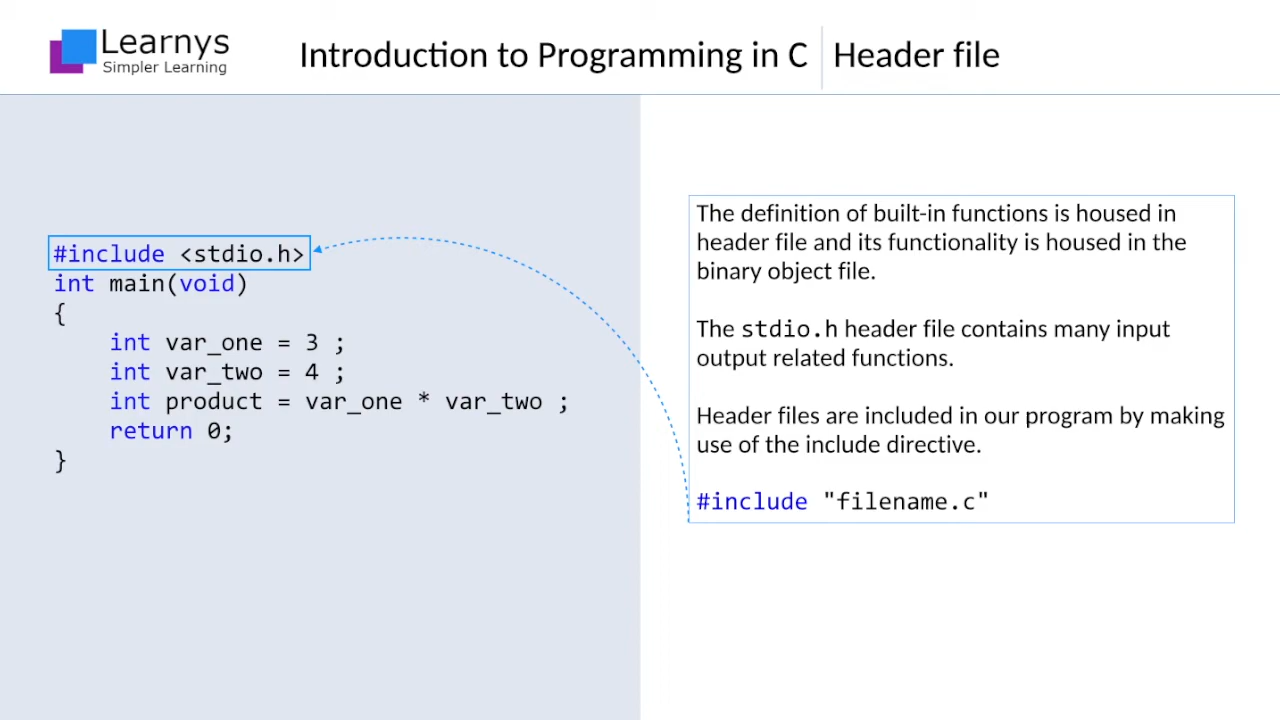 Learnys
Simpler Learning
Introduction to Programming in C
Header file
#include <stdio.h>
int main(void)
{
    int var_one = 3 ;
    int var_two = 4 ;
    int product = var_one * var_two ;
    return 0;
}
The definition of built-in functions is housed in
header file and its functionality is housed in the
binary object file.
The stdio.h header file contains many input
output related functions.
Header files are included in our program by making
use of the include directive.
#include "filename.c"